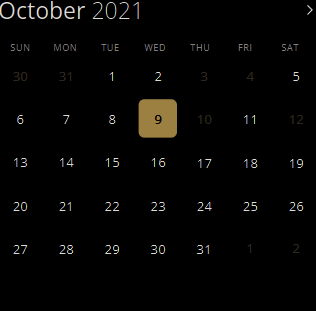 October 2021
SUN MON TUE WED THU FRI SAT
30 31 1 2 3 4 5
6 7 8 9 10 11 12
13 14 15 16 17 18 19
20 21 22 23 24 25 26
27 28 29 30 31 1 2